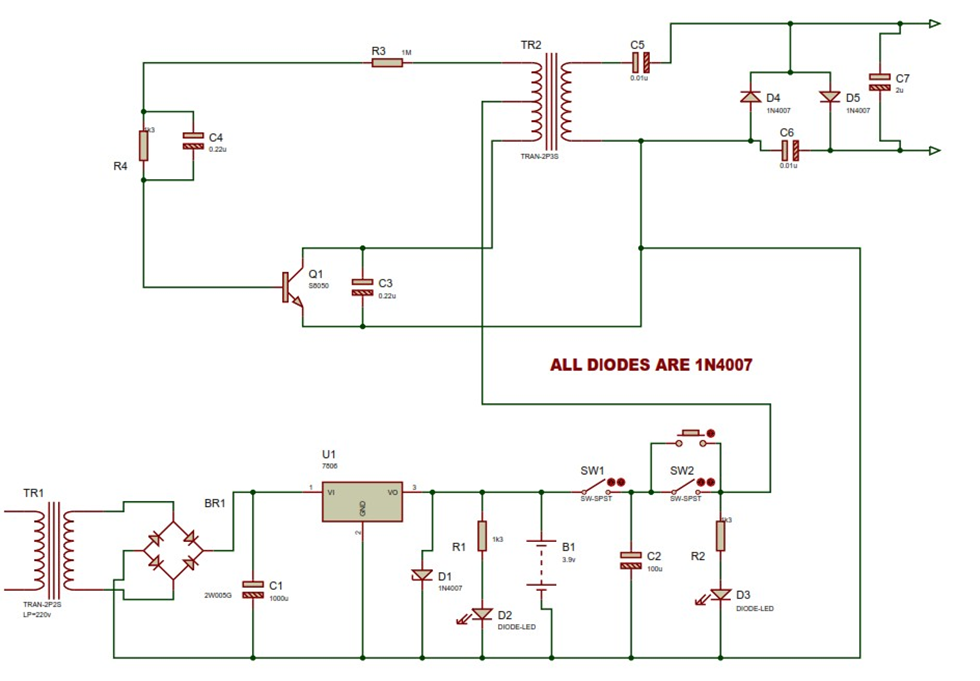 R3
1M
TR2
C5
0.01u
D4
1N4007
D5
1N4007
C7
2u
R4
C4
0.22u
TRAN-2P3S
C6
0.01u
Q1
S8050
C3
0.22u
ALL DIODES ARE 1N4007
U1
7806
1
VI
VO
3
GND
2
TR1
TRAN-2P2S
LP=220v
BR1
2W005G
C1
1000u
D1
1N4007
R1
1k3
D2
DIODE-LED
B1
3.9v
SW1
SW-SPST
SW2
SW-SPST
C2
100u
R2
D3
DIODE-LED